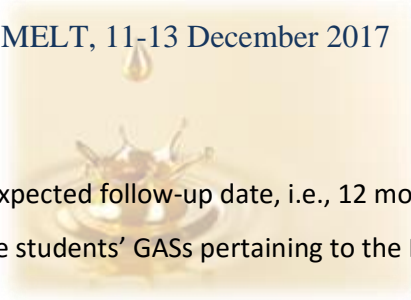 MELT, 11-13 December 2017
xpected follow-up date, i.e., 12 mo
e students’ GASs pertaining to the